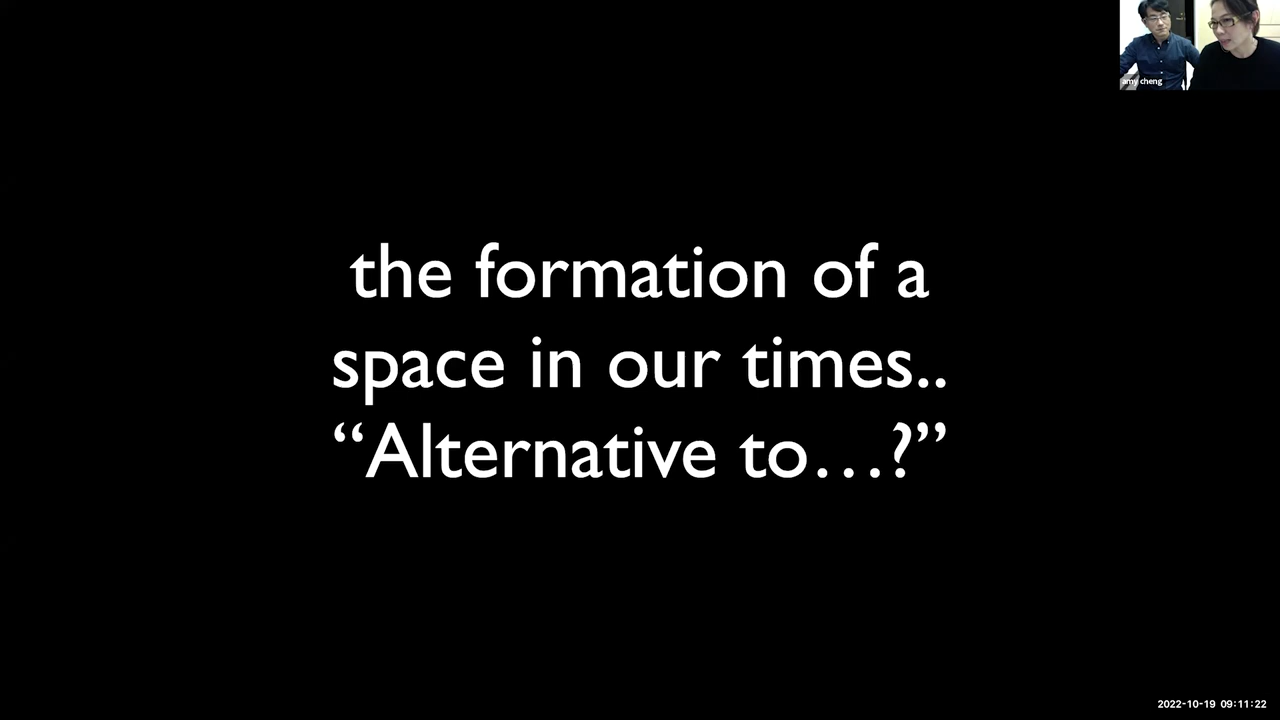 amy cheng
the formation of a
space in our times..
“Alternative to…?”
2022-10-19 09:11:22